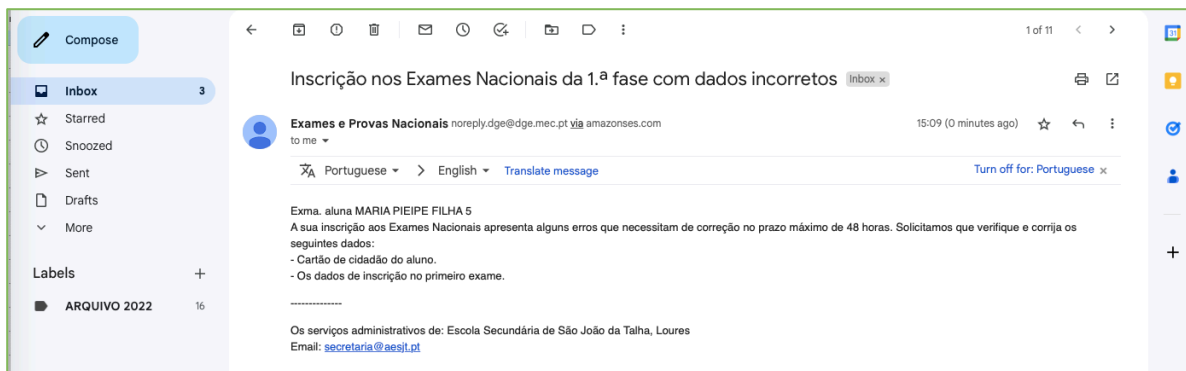 Compose
1 of 11
Inscrição nos Exames Nacionais da 1.ª fase com dados incorretos Inbox ×
Inbox 3
Starred
Exames e Provas Nacionais noreply.dge@dge.mec.pt via amazonses.com 15:09 (0 minutes ago)
to me
Snoozed
Sent
Portuguese > English Translate message Turn off for: Portuguese ×
Drafts
More
Exma. aluna MARIA PIEIPE FILHA 5
A sua inscrição aos Exames Nacionais apresenta alguns erros que necessitam de correção no prazo máximo de 48 horas. Solicitamos que verifique e corrija os
seguintes dados:
- Cartão de cidadão do aluno.
- Os dados de inscrição no primeiro exame.
--------------
Labels +
ARQUIVO 2022 16
Os serviços administrativos de: Escola Secundária de São João da Talha, Loures
Email: secretaria@aesjt.pt
31